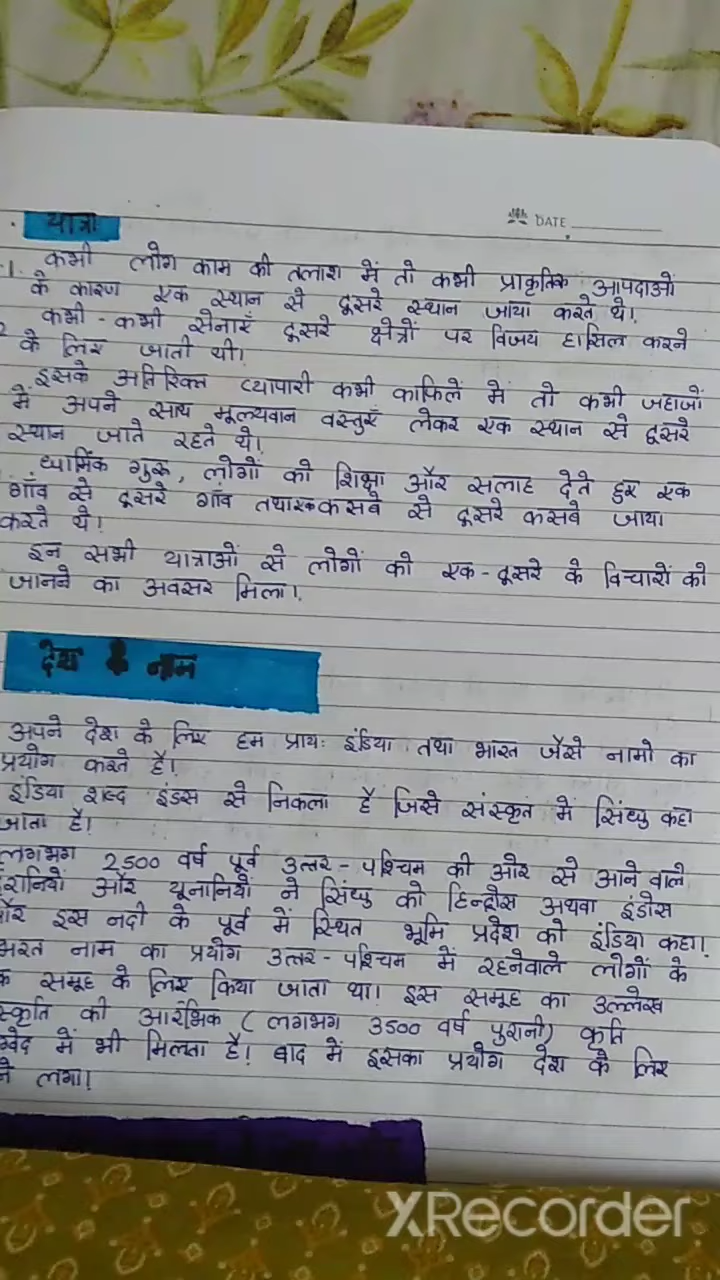 यात्रा
DATE
1. कभी लोग काम की तलाश में तो कभी प्राकृतिक आपदाओं
के कारण एक स्थान से दूसरे स्थान जाया करते थे।
2 कभी - कभी सेनाएँ दूसरे क्षेत्रों पर विजय हासिल करने
के लिए जाती थी।
इसके अतिरिक्त व्यापारी कभी काफिलें में तो कभी जहाजों
में अपने साथ मूल्यवान वस्तुएँ लेकर एक स्थान से दूसरे
स्थान जाते रहते थे।
धार्मिक गुरू, लोगों को शिक्षा और सलाह देते हुए एक
गाँव से दूसरे गाँव तथा एक कसबे से दूसरे कसबे जाया
करते थे।
इन सभी यात्राओं से लोगों को एक-दूसरे के विचारों को
जानने का अवसर मिला।
देश के नाम
अपने देश के लिए हम प्रायः इंडिया तथा भारत जैसे नामो का
प्रयोग करते है।
इंडिया शब्द इंडस से निकला है जिसे संस्कृत में सिंधु कहा
जाता है।
लगभग 2500 वर्ष पूर्व उत्तर-पश्चिम की ओर से आने वाले
ईरानियों और यूनानियों ने सिंधु को हिन्दोस अथवा इंडोस
और इस नदी के पूर्व में स्थित भूमि प्रदेश को इंडिया कहा।
भरत नाम का प्रयोग उत्तर-पश्चिम में रहनेवाले लोगों के
समूह के लिए किया जाता था। इस समूह का उल्लेख
स्कृति की आरंभिक (लगभग 3500 वर्ष पुरानी) कृति
ग्वेद में भी मिलता है। बाद में इसका प्रयोग देश के लिए
ने लगा।
XRecorder